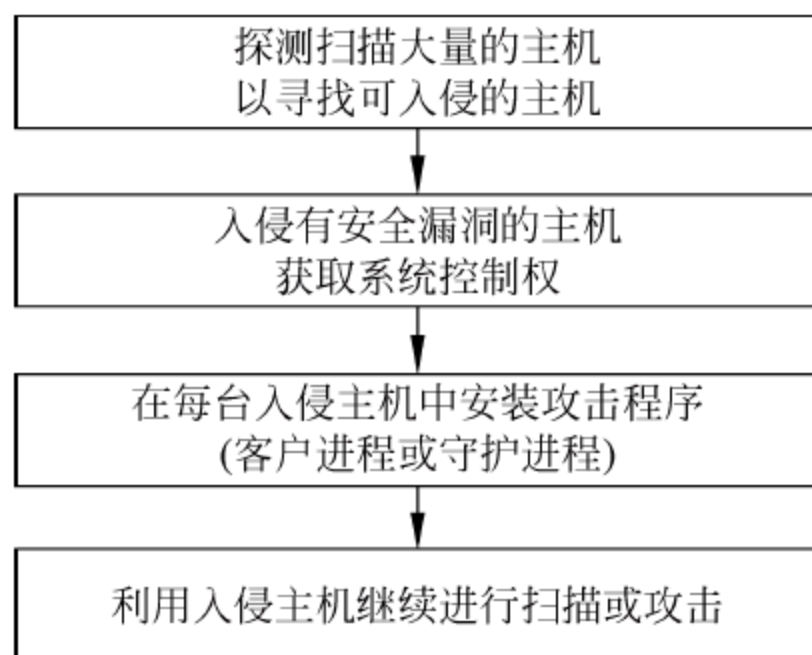 探测扫描大量的主机
以寻找可入侵的主机
入侵有安全漏洞的主机
获取系统控制权
在每台入侵主机中安装攻击程序
(客户进程或守护进程)
利用入侵主机继续进行扫描或攻击